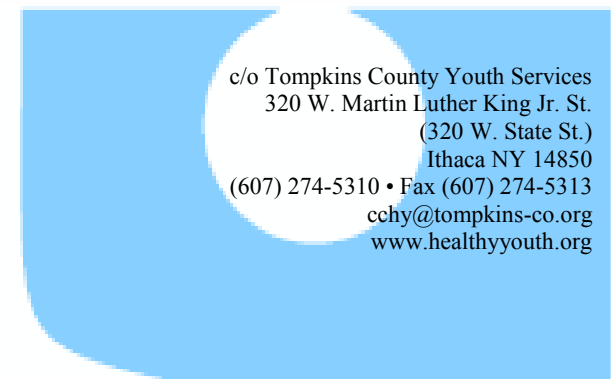 c/o Tompkins County Youth Services
320 W. Martin Luther King Jr. St.
(320 W. State St.)
Ithaca NY 14850
(607) 274-5310 • Fax (607) 274-5313
cchy@tompkins-co.org
www.healthyyouth.org